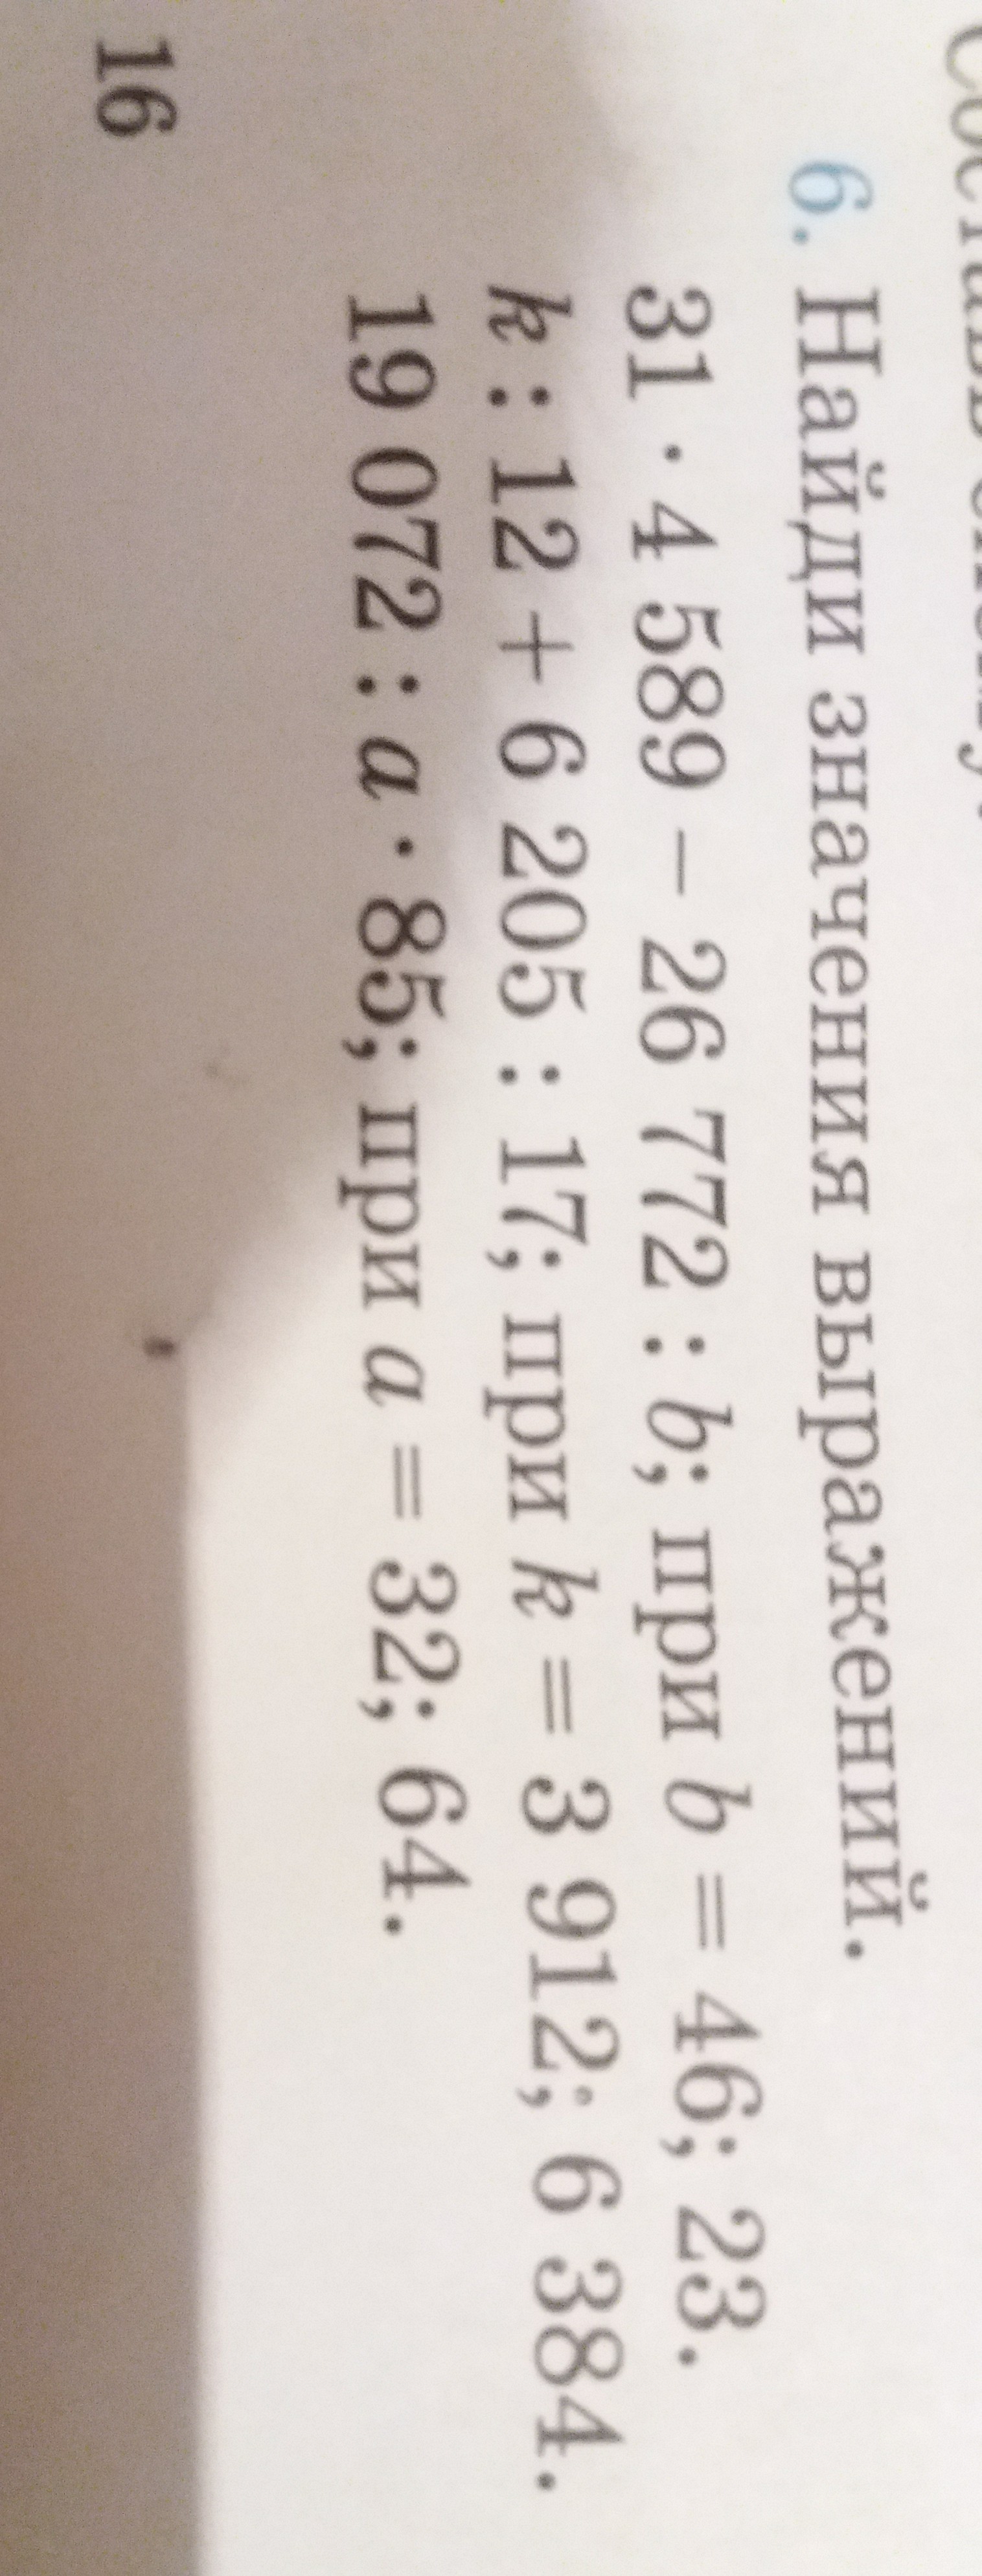 6. Найди значения выражений.
31 · 4 589 – 26 772 : b; при b = 46; 23.
k : 12 + 6 205 : 17; при k = 3 912; 6 384.
19 072 : a · 85; при a = 32; 64.
16